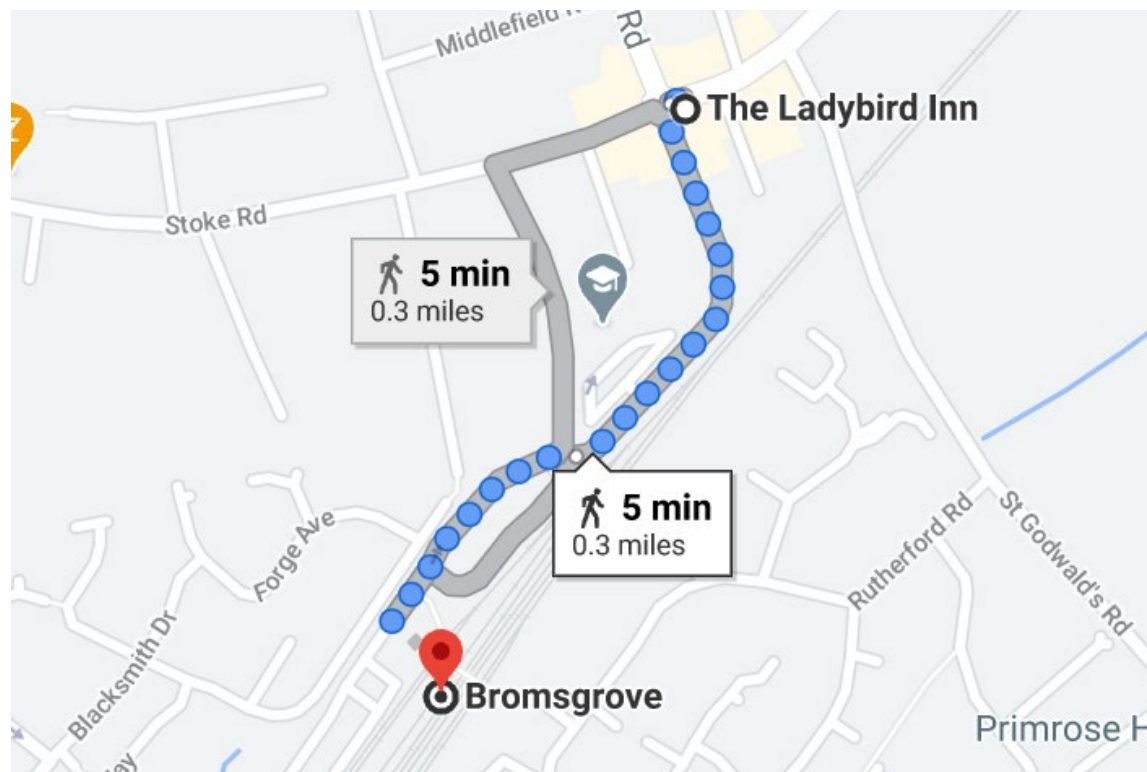 Middlefield
Rd
The Ladybird Inn
Stoke Rd
5 min
0.3 miles
5 min
0.3 miles
Forge Ave
Rutherford Rd
St Godwald's Rd
Blacksmith Dr
Bromsgrove
Primrose H